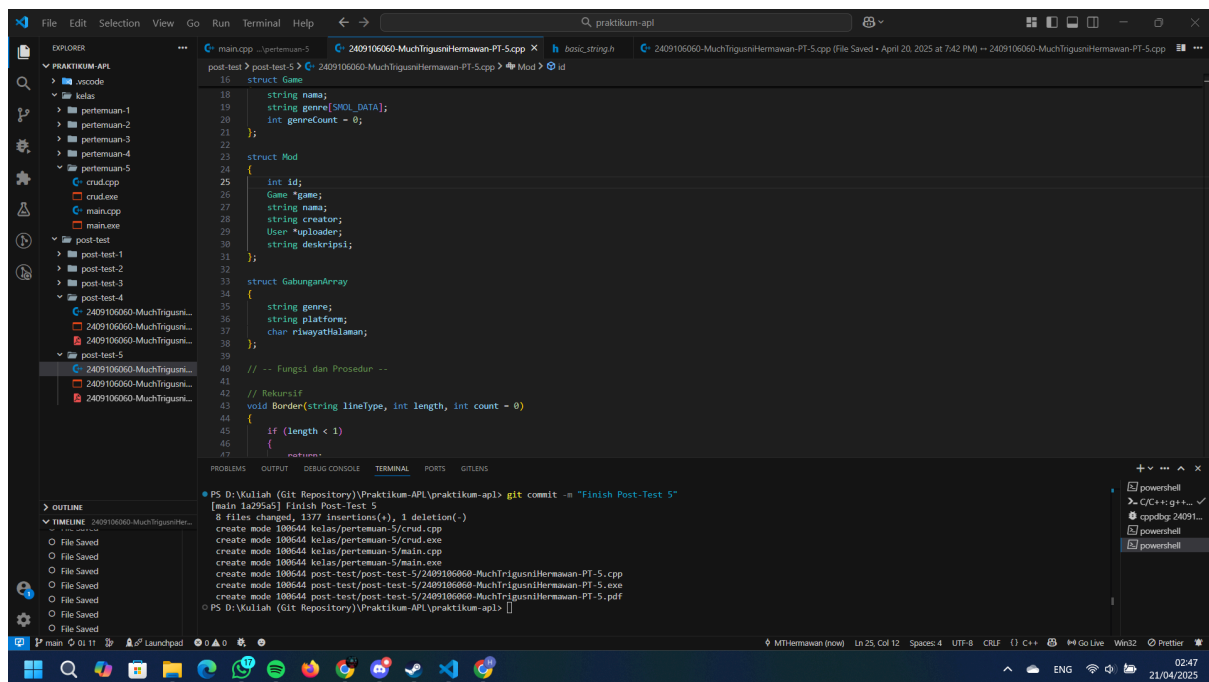 File Edit Selection View Go Run Terminal Help
praktikum-apl
EXPLORER
PRAKTIKUM-APL
.vscode
kelas
pertemuan-1
pertemuan-2
pertemuan-3
pertemuan-4
pertemuan-5
crud.cpp
crud.exe
main.cpp
main.exe
post-test
post-test-1
post-test-2
post-test-3
post-test-4
2409106060-MuchTrigusni...
2409106060-MuchTrigusni...
2409106060-MuchTrigusni...
post-test-5
2409106060-MuchTrigusni...
2409106060-MuchTrigusni...
2409106060-MuchTrigusni...
OUTLINE
TIMELINE 2409106060-MuchTrigusniHer...
File Saved
File Saved
File Saved
File Saved
File Saved
File Saved
File Saved
main.cpp ...\pertemuan-5 2409106060-MuchTrigusniHermawan-PT-5.cpp basic_string.h 2409106060-MuchTrigusniHermawan-PT-5.cpp (File Saved • April 20, 2025 at 7:42 PM) ↔ 2409106060-MuchTrigusniHermawan-PT-5.cpp
post-test > post-test-5 > 2409106060-MuchTrigusniHermawan-PT-5.cpp > Mod > id
16 struct Game
18 string nama;
19 string genre[SMOL_DATA];
20 int genreCount = 0;
21 };
22
23 struct Mod
24 {
25 int id;
26 Game *game;
27 string nama;
28 string creator;
29 User *uploader;
30 string deskripsi;
31 };
32
33 struct GabunganArray
34 {
35 string genre;
36 string platform;
37 char riwayatHalaman;
38 };
39
40 // -- Fungsi dan Prosedur --
41
42 // Rekursif
43 void Border(string lineType, int length, int count = 0)
44 {
45 if (length < 1)
46 {
47 return;
PROBLEMS OUTPUT DEBUG CONSOLE TERMINAL PORTS GITLENS
PS D:\Kuliah (Git Repository)\Praktikum-APL\praktikum-apl> git commit -m "Finish Post-Test 5"
[main 1a295a5] Finish Post-Test 5
8 files changed, 1377 insertions(+), 1 deletion(-)
create mode 100644 kelas/pertemuan-5/crud.cpp
create mode 100644 kelas/pertemuan-5/crud.exe
create mode 100644 kelas/pertemuan-5/main.cpp
create mode 100644 kelas/pertemuan-5/main.exe
create mode 100644 post-test/post-test-5/2409106060-MuchTrigusniHermawan-PT-5.cpp
create mode 100644 post-test/post-test-5/2409106060-MuchTrigusniHermawan-PT-5.exe
create mode 100644 post-test/post-test-5/2409106060-MuchTrigusniHermawan-PT-5.pdf
PS D:\Kuliah (Git Repository)\Praktikum-APL\praktikum-apl>
powershell
C/C++: g++...
cppdbg: 24091...
powershell
powershell
main 0↓ 1↑ Launchpad 0 0 MTHermawan (now) Ln 25, Col 12 Spaces: 4 UTF-8 CRLF {} C++ Go Live Win32 Prettier
17
ENG
02:47
21/04/2025